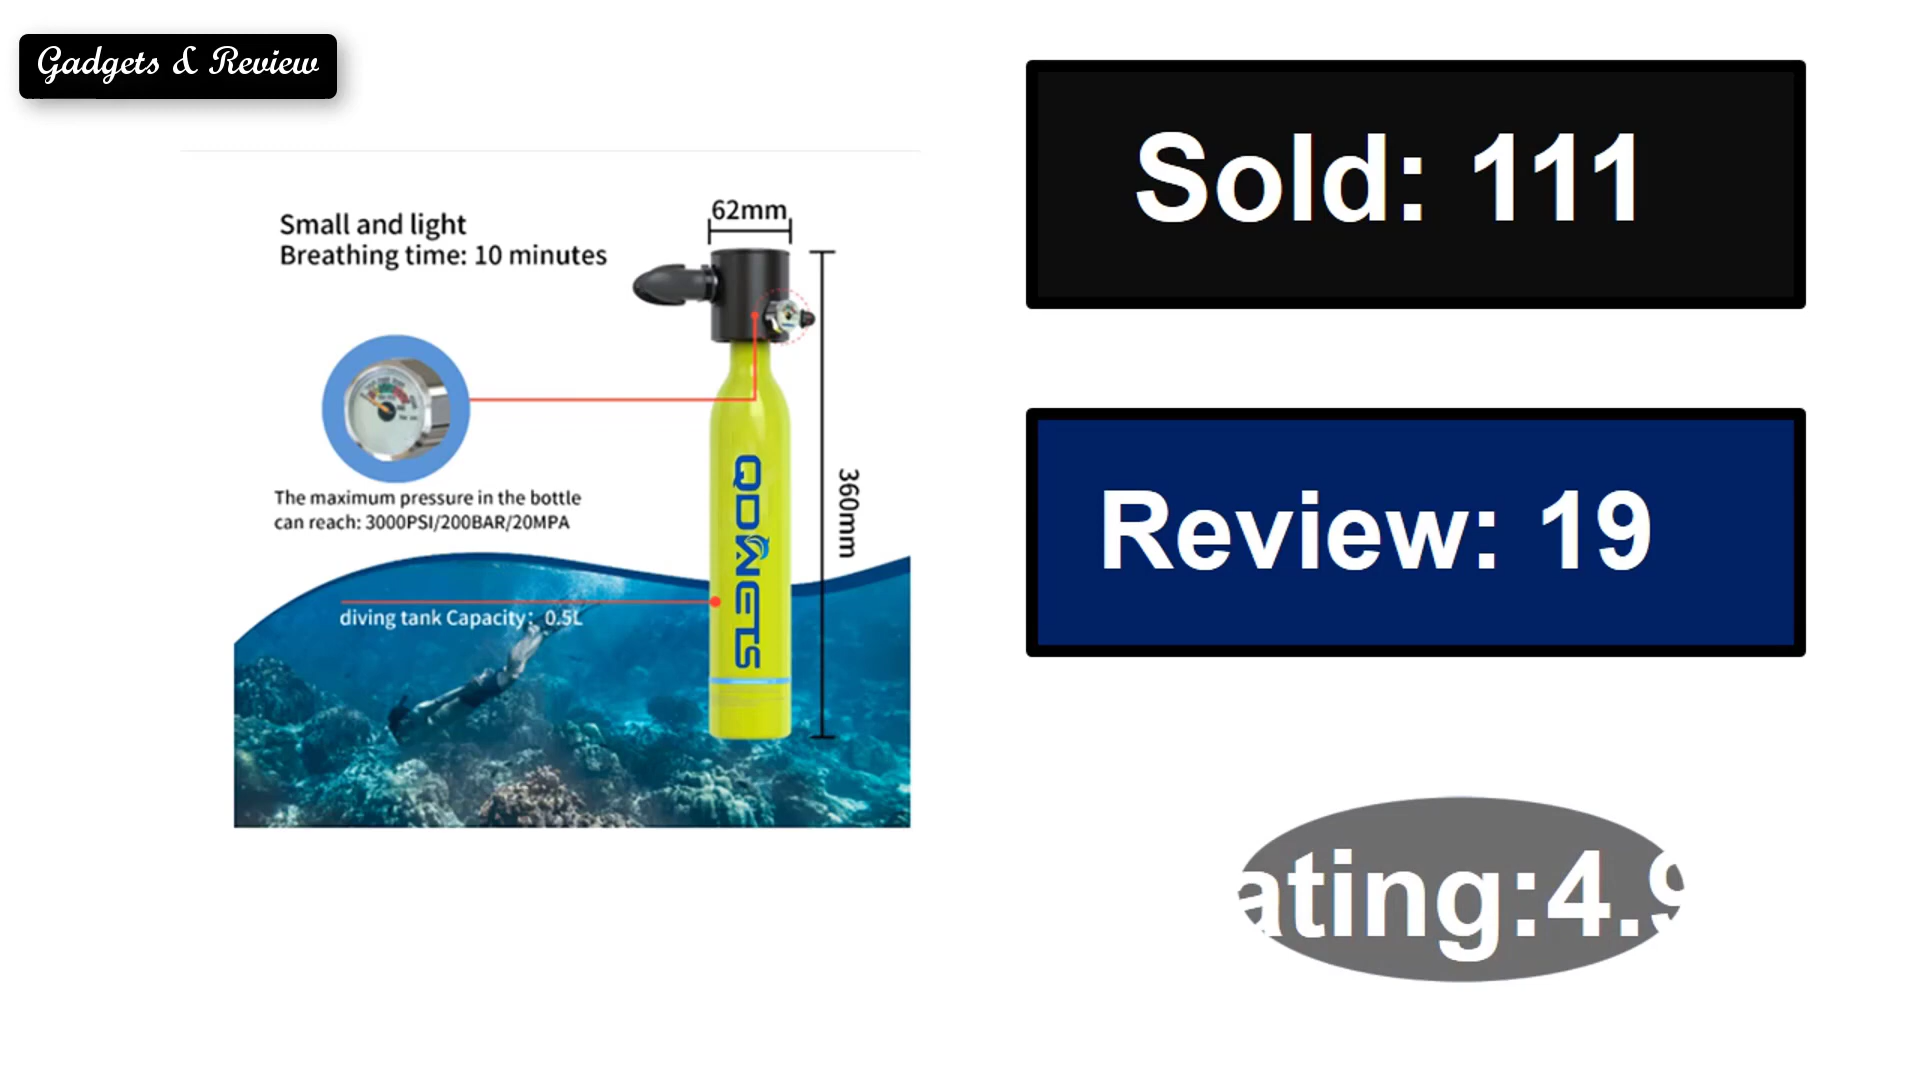 Gadgets & Review
Small and light
Breathing time: 10 minutes
62mm
360mm
The maximum pressure in the bottle
can reach: 3000PSI/200BAR/20MPA
diving tank Capacity: 0.5L
QDWETS
Sold: 111
Review: 19
ating:4.9